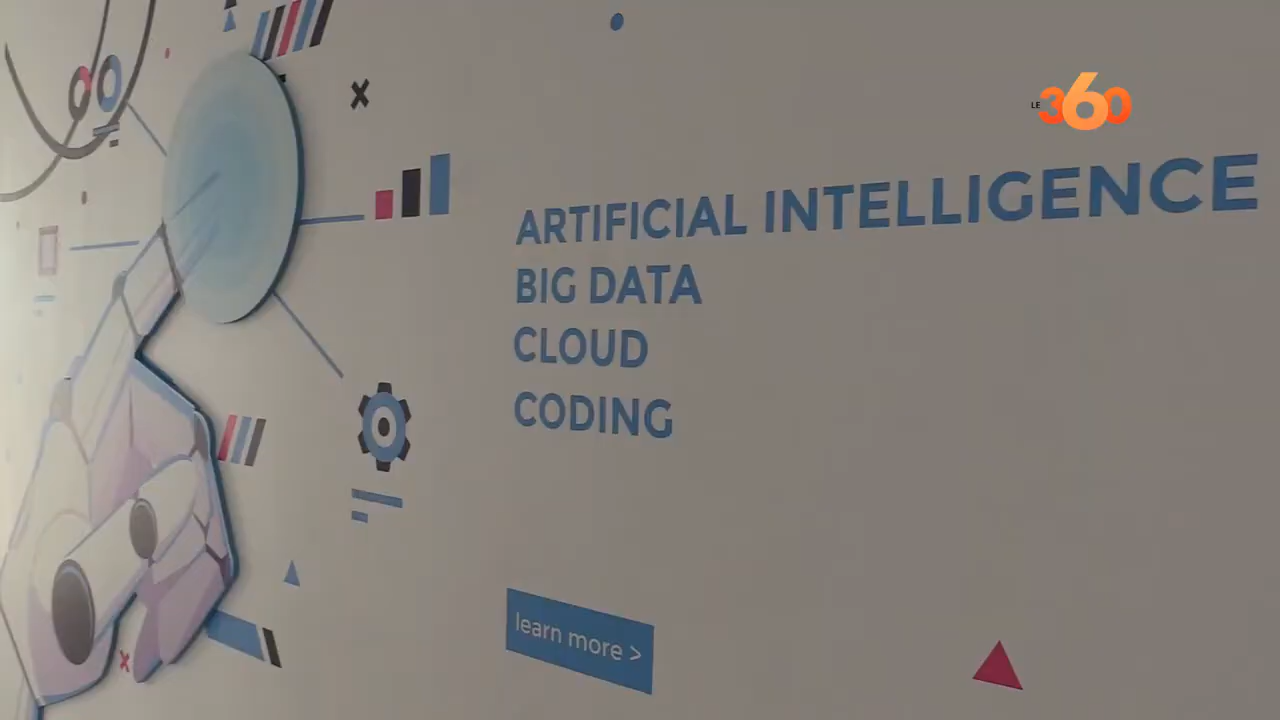 LE 360
ARTIFICIAL INTELLIGENCE
BIG DATA
CLOUD
CODING
learn more >